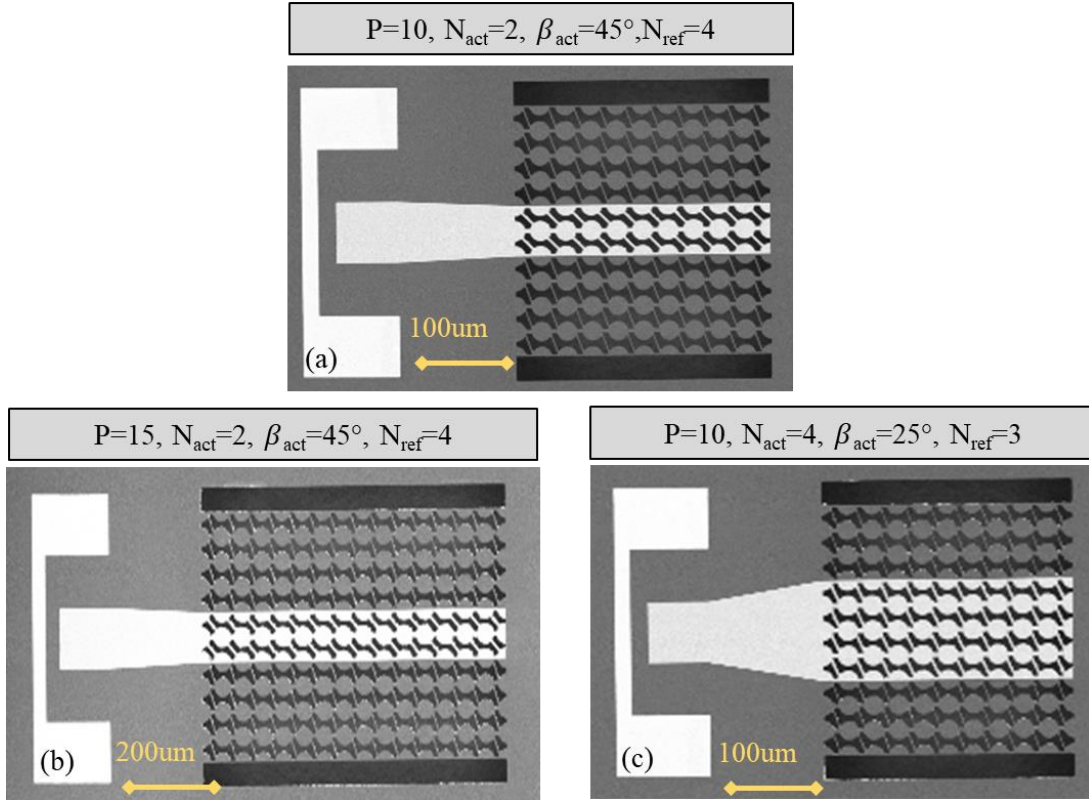 P=10, N_act=2, β_act=45°,N_ref=4
100um
(a)
P=15, N_act=2, β_act=45°, N_ref=4
P=10, N_act=4, β_act=25°, N_ref=3
(b)
200um
(c)
100um